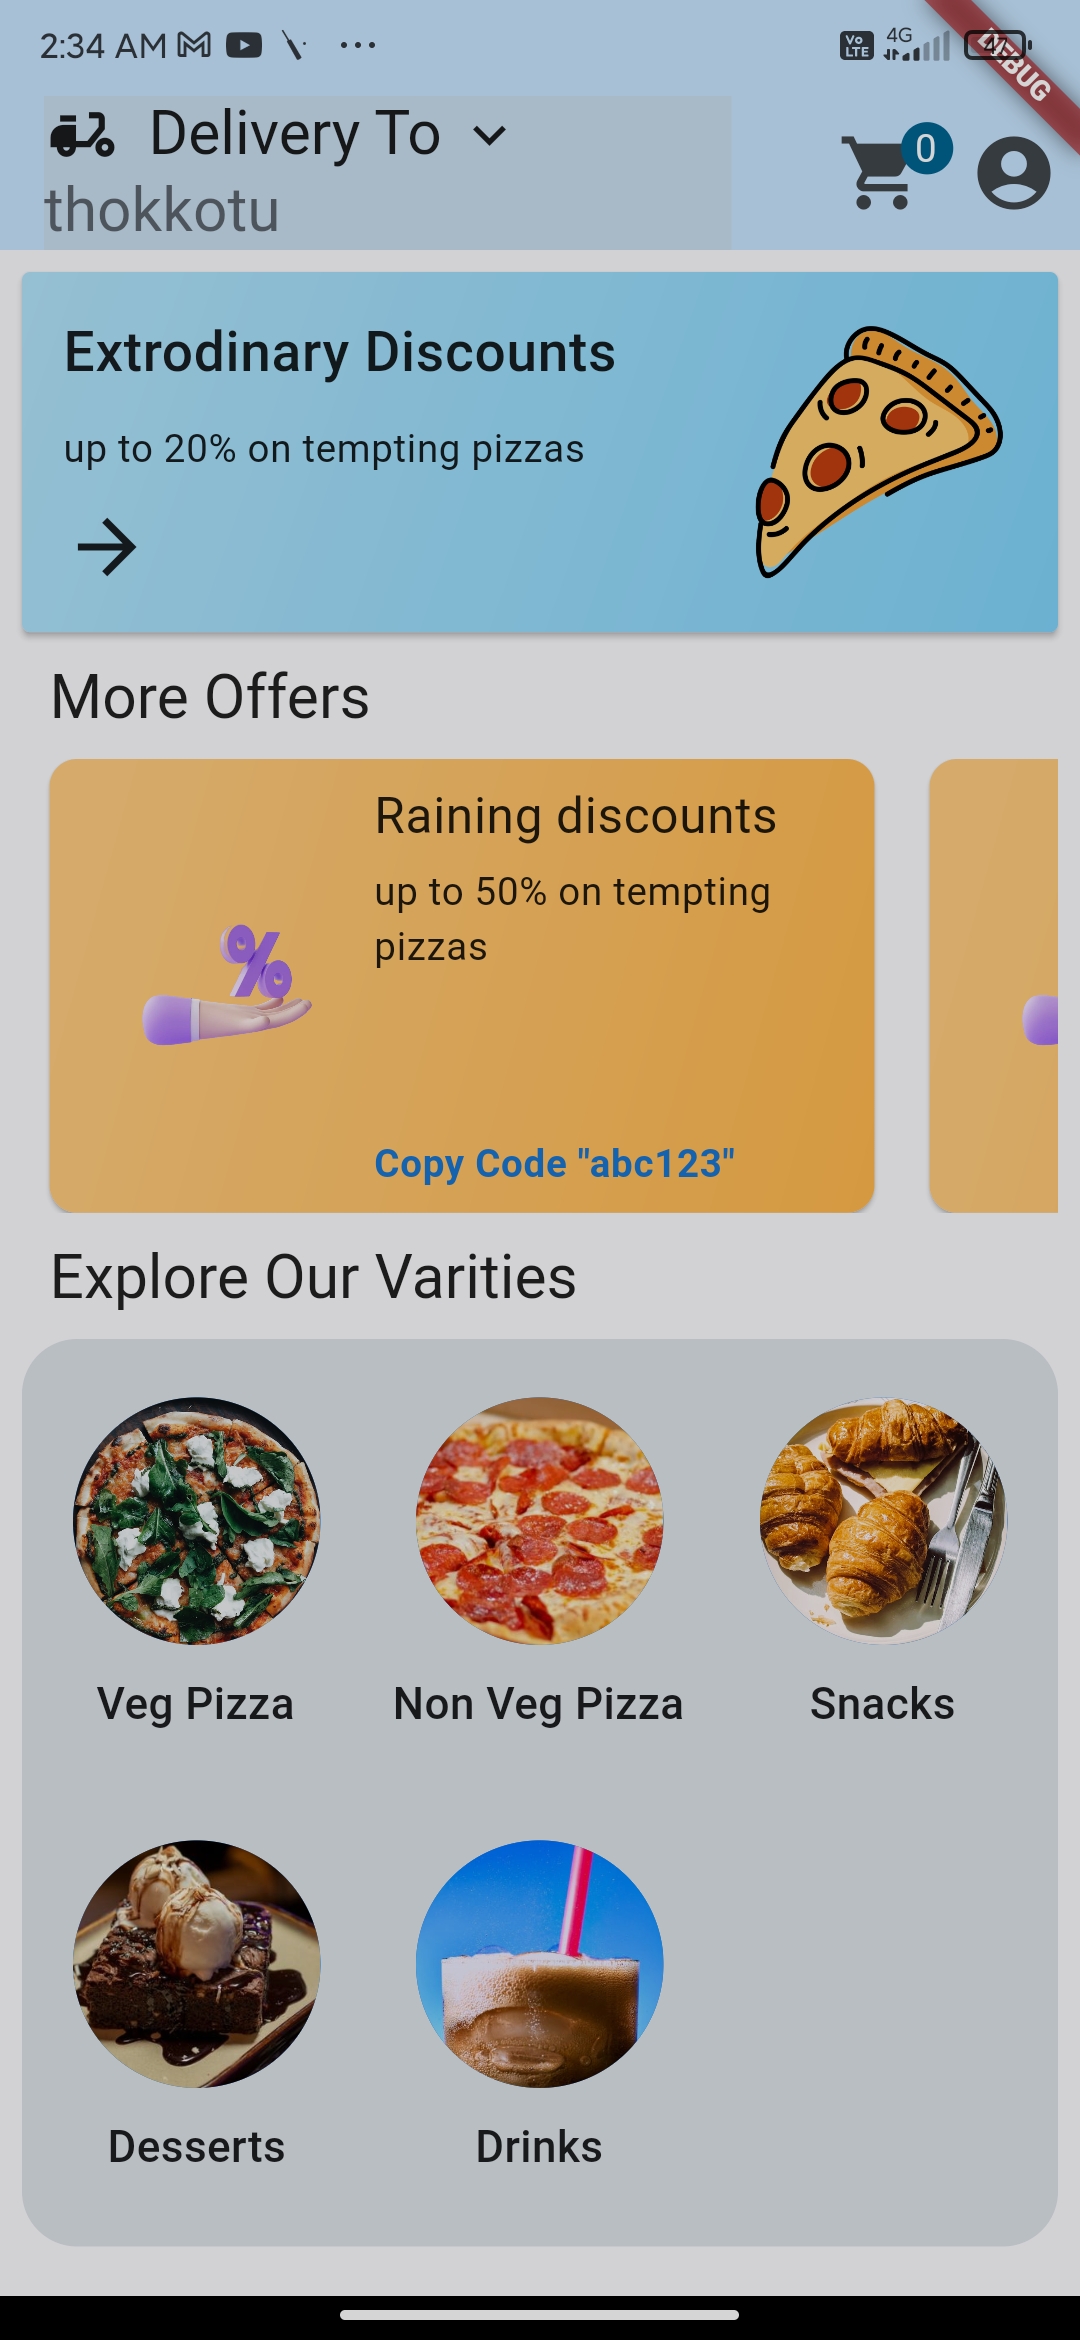 2:34 AM
Vo
LTE
4G
DEBUG
Delivery To
0
thokkotu
Extrodinary Discounts
up to 20% on tempting pizzas
More Offers
Raining discounts
up to 50% on tempting
pizzas
%
Copy Code "abc123"
Explore Our Varities
Veg Pizza
Non Veg Pizza
Snacks
Desserts
Drinks